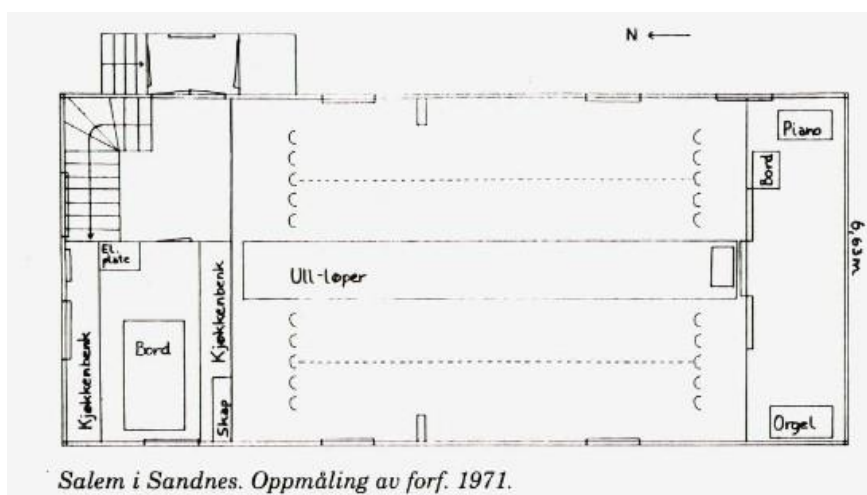 N
Piano
Bord
6,63m
El.
plate
Ull-løper
Kjøkkenbenk
Bord
Kjøkkenbenk
Skap
Orgel
Salem i Sandnes. Oppmåling av forf. 1971.